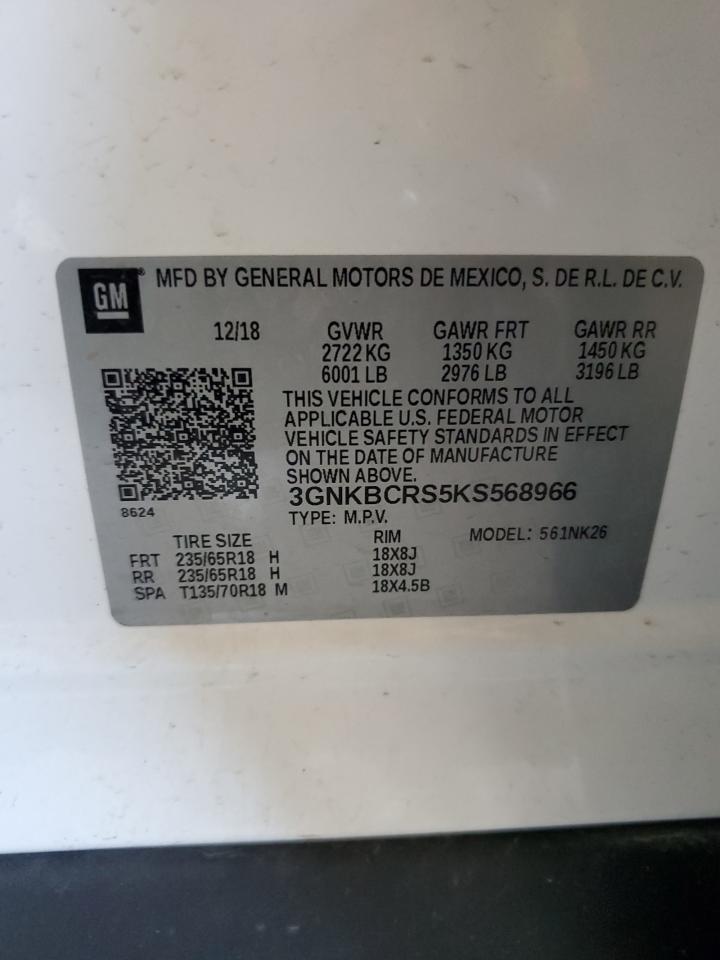 GM ® MFD BY GENERAL MOTORS DE MEXICO, S. DE R.L. DE C.V.
12/18 GVWR GAWR FRT GAWR RR
2722 KG 1350 KG 1450 KG
6001 LB 2976 LB 3196 LB
THIS VEHICLE CONFORMS TO ALL
APPLICABLE U.S. FEDERAL MOTOR
VEHICLE SAFETY STANDARDS IN EFFECT
ON THE DATE OF MANUFACTURE
SHOWN ABOVE.
3GNKBCRS5KS568966
8624
TYPE: M.P.V.
TIRE SIZE RIM MODEL: 561NK26
FRT 235/65R18 H 18X8J
RR 235/65R18 H 18X8J
SPA T135/70R18 M 18X4.5B